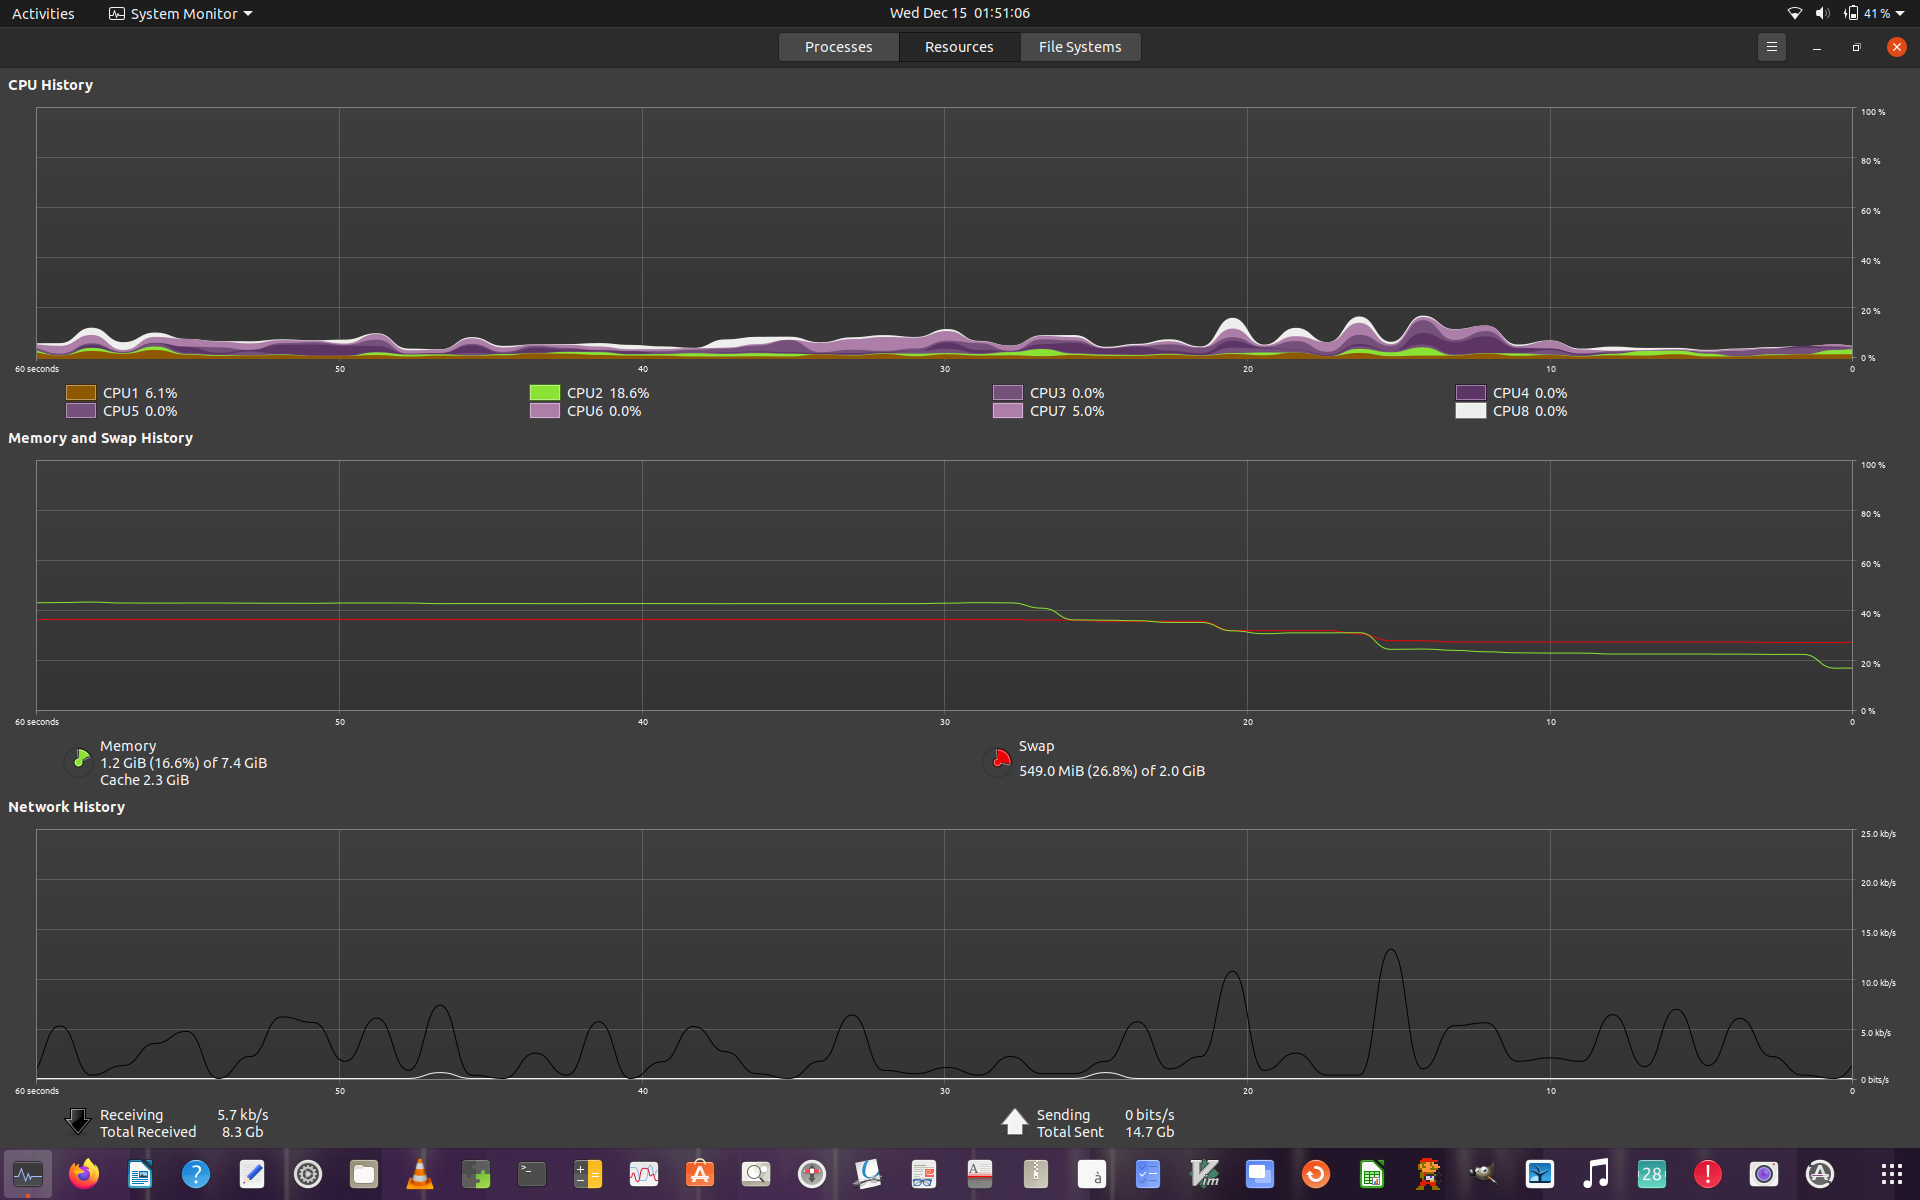 Activities System Monitor Wed Dec 15 01:51:06 41 %
Processes Resources File Systems
CPU History
100 %
80 %
60 %
40 %
20 %
0 %
60 seconds 50 40 30 20 10 0
CPU1 6.1% CPU2 18.6% CPU3 0.0% CPU4 0.0%
CPU5 0.0% CPU6 0.0% CPU7 5.0% CPU8 0.0%
Memory and Swap History
100 %
80 %
60 %
40 %
20 %
0 %
60 seconds 50 40 30 20 10 0
Memory
1.2 GiB (16.6%) of 7.4 GiB
Cache 2.3 GiB
Swap
549.0 MiB (26.8%) of 2.0 GiB
Network History
25.0 kb/s
20.0 kb/s
15.0 kb/s
10.0 kb/s
5.0 kb/s
0 bits/s
60 seconds 50 40 30 20 10 0
Receiving 5.7 kb/s
Total Received 8.3 Gb
Sending 0 bits/s
Total Sent 14.7 Gb
? >_ A A à Vim 28 ! A